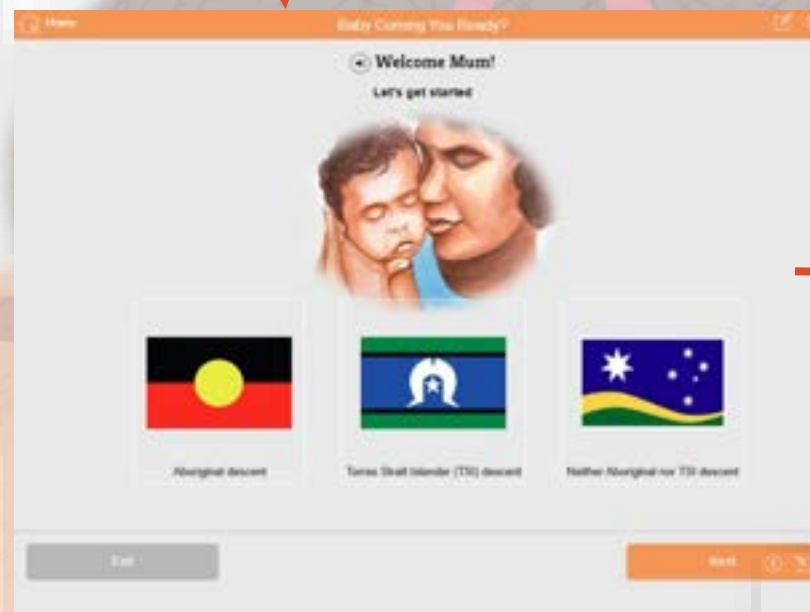 Home
Baby Coming You Ready?
Welcome Mum!
Let's get started
Aboriginal descent
Torres Strait Islander (TSI) descent
Neither Aboriginal nor TSI descent
Exit
Next